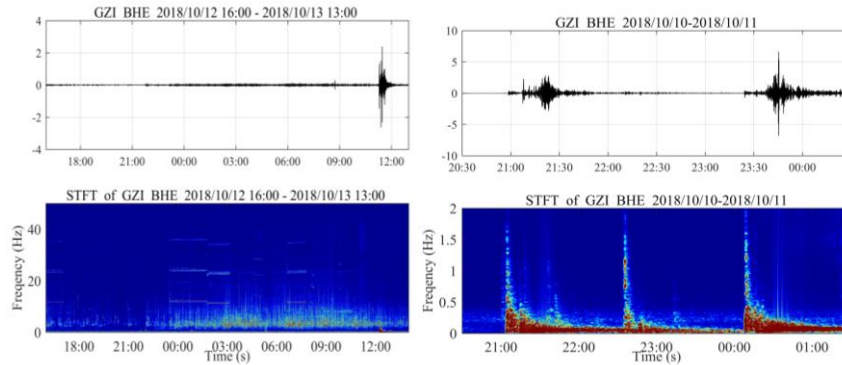 GZI BHE 2018/10/12 16:00 - 2018/10/13 13:00
4
2
0
-2
-4
18:00 21:00 00:00 03:00 06:00 09:00 12:00
GZI BHE 2018/10/10-2018/10/11
10
5
0
-5
-10
20:30 21:00 21:30 22:00 22:30 23:00 23:30 00:00
STFT of GZI BHE 2018/10/12 16:00 - 2018/10/13 13:00
Freqency (Hz)
40
20
0
18:00 21:00 00:00 03:00 06:00 09:00 12:00
Time (s)
STFT of GZI BHE 2018/10/10-2018/10/11
Freqency (Hz)
2
1.5
1
0.5
0
21:00 22:00 23:00 00:00 01:00
Time (s)